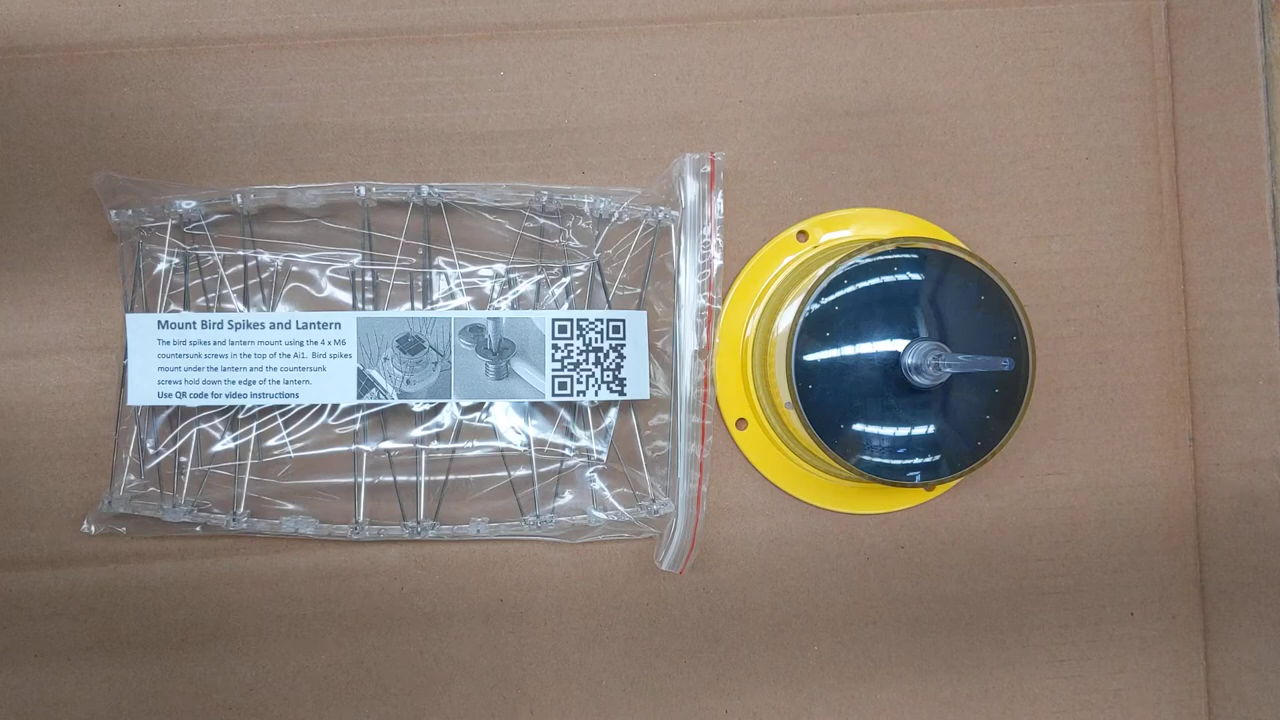 Mount Bird Spikes and Lantern
The bird spikes and lantern mount using the 4 x M6
countersunk screws in the top of the Ai1. Bird spikes
mount under the lantern and the countersunk
screws hold down the edge of the lantern.
Use QR code for video instructions